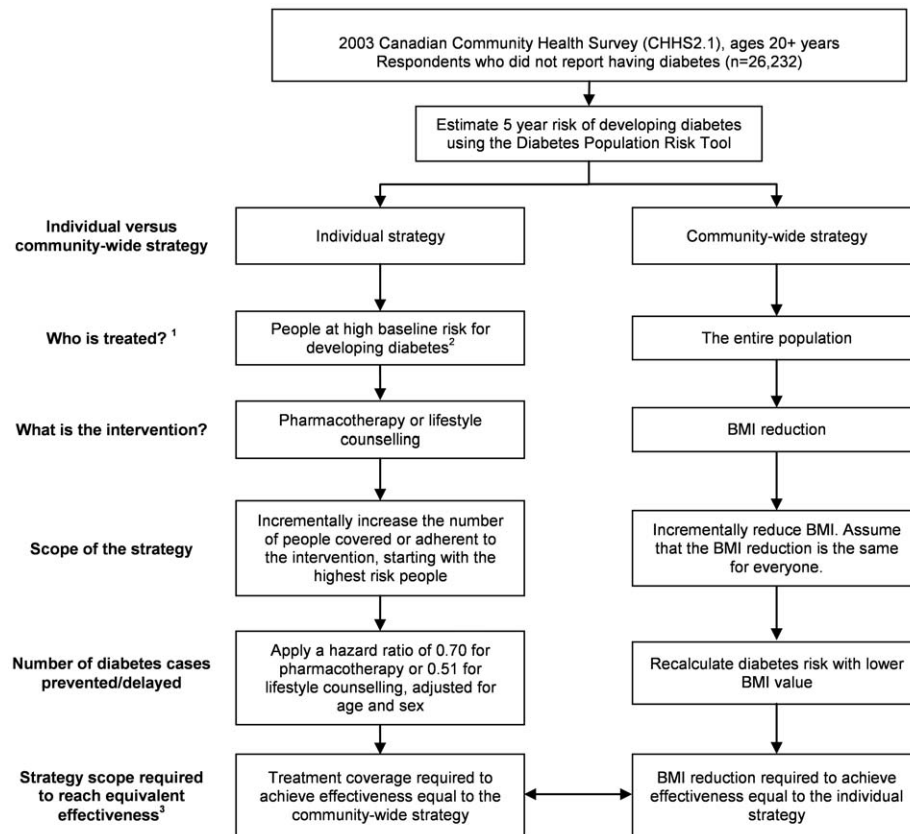 2003 Canadian Community Health Survey (CHHS2.1), ages 20+ years
Respondents who did not report having diabetes (n=26,232)
Estimate 5 year risk of developing diabetes
using the Diabetes Population Risk Tool
Individual versus
community-wide strategy
Individual strategy
Community-wide strategy
Who is treated? 1
People at high baseline risk for
developing diabetes2
The entire population
What is the intervention?
Pharmacotherapy or lifestyle
counselling
BMI reduction
Scope of the strategy
Incrementally increase the number
of people covered or adherent to
the intervention, starting with the
highest risk people
Incrementally reduce BMI. Assume
that the BMI reduction is the same
for everyone.
Number of diabetes cases
prevented/delayed
Apply a hazard ratio of 0.70 for
pharmacotherapy or 0.51 for
lifestyle counselling, adjusted for
age and sex
Recalculate diabetes risk with lower
BMI value
Strategy scope required
to reach equivalent
effectiveness3
Treatment coverage required to
achieve effectiveness equal to the
community-wide strategy
BMI reduction required to achieve
effectiveness equal to the individual
strategy